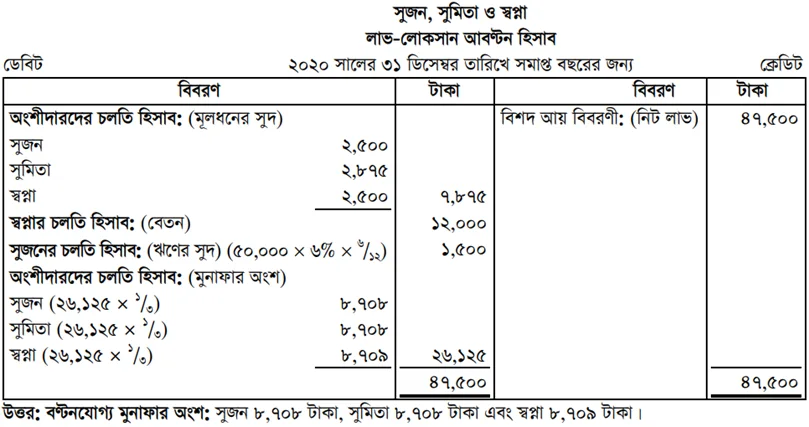 সুজন, সুমিতা ও স্বপ্না
লাভ-লোকসান আবণ্টন হিসাব
ডেবিট ২০২০ সালের ৩১ ডিসেম্বর তারিখে সমাপ্ত বছরের জন্য ক্রেডিট
বিবরণ টাকা বিবরণ টাকা
অংশীদারদের চলতি হিসাব: (মূলধনের সুদ) বিশদ আয় বিবরণী: (নিট লাভ) ৪৭,৫০০
সুজন ২,৫০০
সুমিতা ২,৮৭৫
স্বপ্না ২,৫০০ ৭,৮৭৫
স্বপ্নার চলতি হিসাব: (বেতন) ১২,০০০
সুজনের চলতি হিসাব: (ঋণের সুদ) (৫০,০০০ × ৬% × ৬/১২) ১,৫০০
অংশীদারদের চলতি হিসাব: (মুনাফার অংশ)
সুজন (২৬,১২৫ × ১/৩) ৮,৭০৮
সুমিতা (২৬,১২৫ × ১/৩) ৮,৭০৮
স্বপ্না (২৬,১২৫ × ১/৩) ৮,৭০৯ ২৬,১২৫
৪৭,৫০০ ৪৭,৫০০
উত্তর: বণ্টনযোগ্য মুনাফার অংশ: সুজন ৮,৭০৮ টাকা, সুমিতা ৮,৭০৮ টাকা এবং স্বপ্না ৮,৭০৯ টাকা।